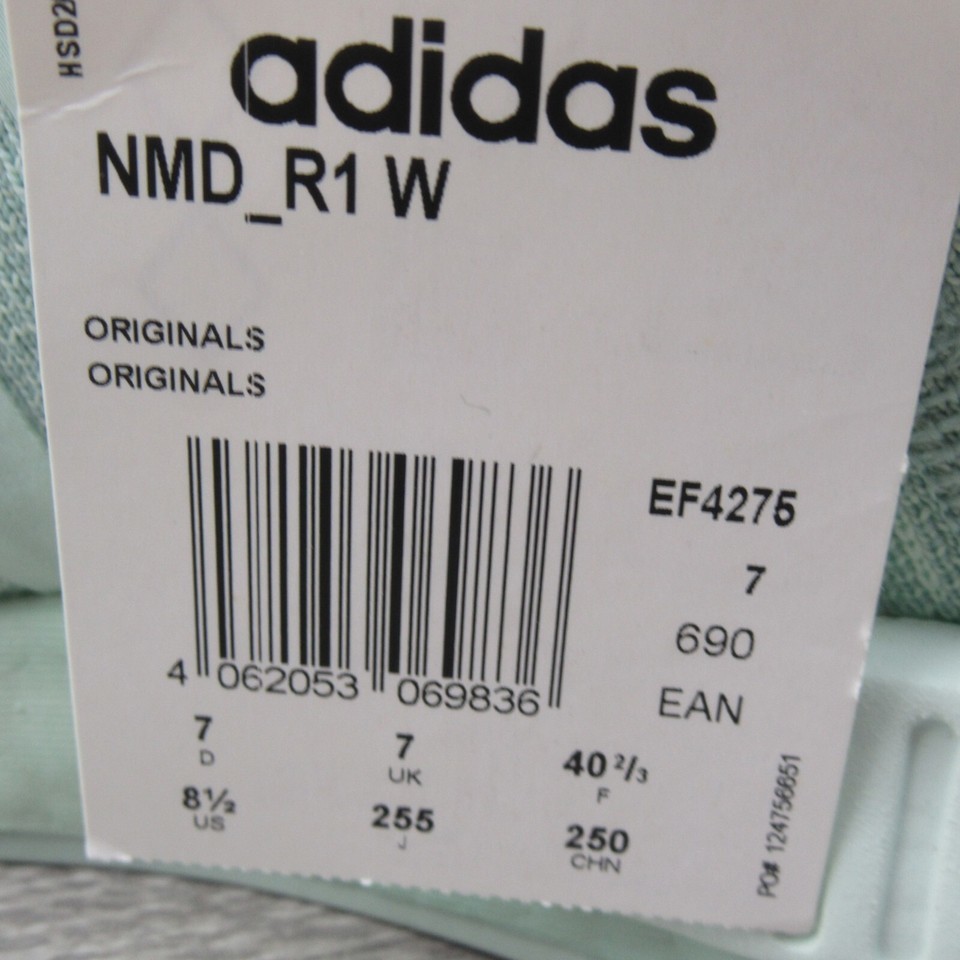 adidas
NMD_R1 W
ORIGINALS
ORIGINALS
EF4275
7
690
EAN
4 062053 069836
7 7 40 2/3
D UK F
8½ 255 250
US J CHN
PO# 124756651